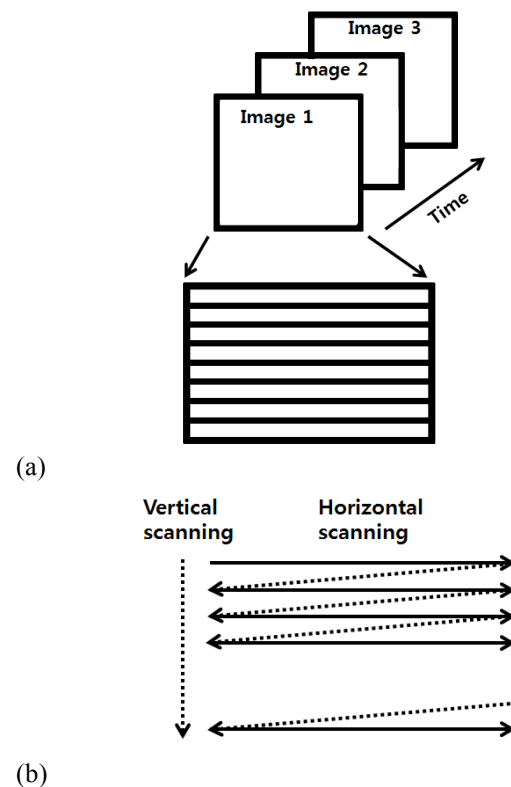 Image 3
Image 2
Image 1
Time
(a)
Vertical scanning
Horizontal scanning
(b)